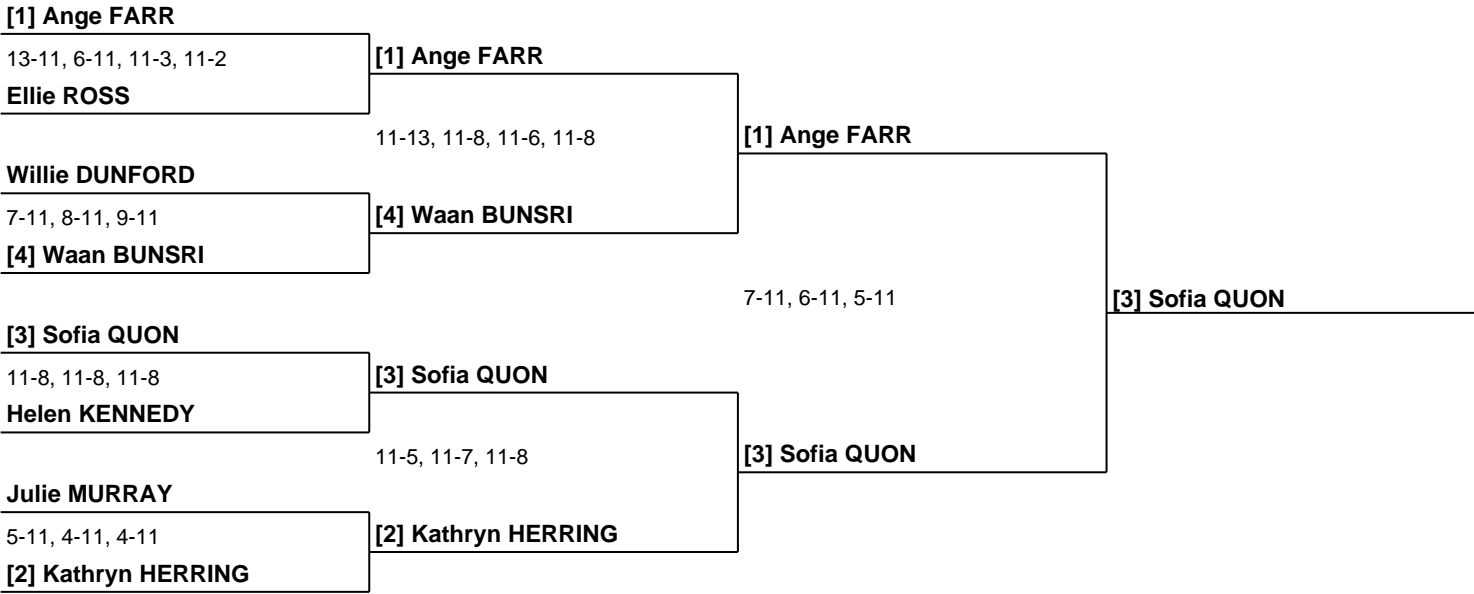 [1] Ange FARR
13-11, 6-11, 11-3, 11-2
[1] Ange FARR
Ellie ROSS
11-13, 11-8, 11-6, 11-8
[1] Ange FARR
Willie DUNFORD
7-11, 8-11, 9-11
[4] Waan BUNSRI
[4] Waan BUNSRI
7-11, 6-11, 5-11
[3] Sofia QUON
[3] Sofia QUON
11-8, 11-8, 11-8
[3] Sofia QUON
Helen KENNEDY
11-5, 11-7, 11-8
[3] Sofia QUON
Julie MURRAY
5-11, 4-11, 4-11
[2] Kathryn HERRING
[2] Kathryn HERRING